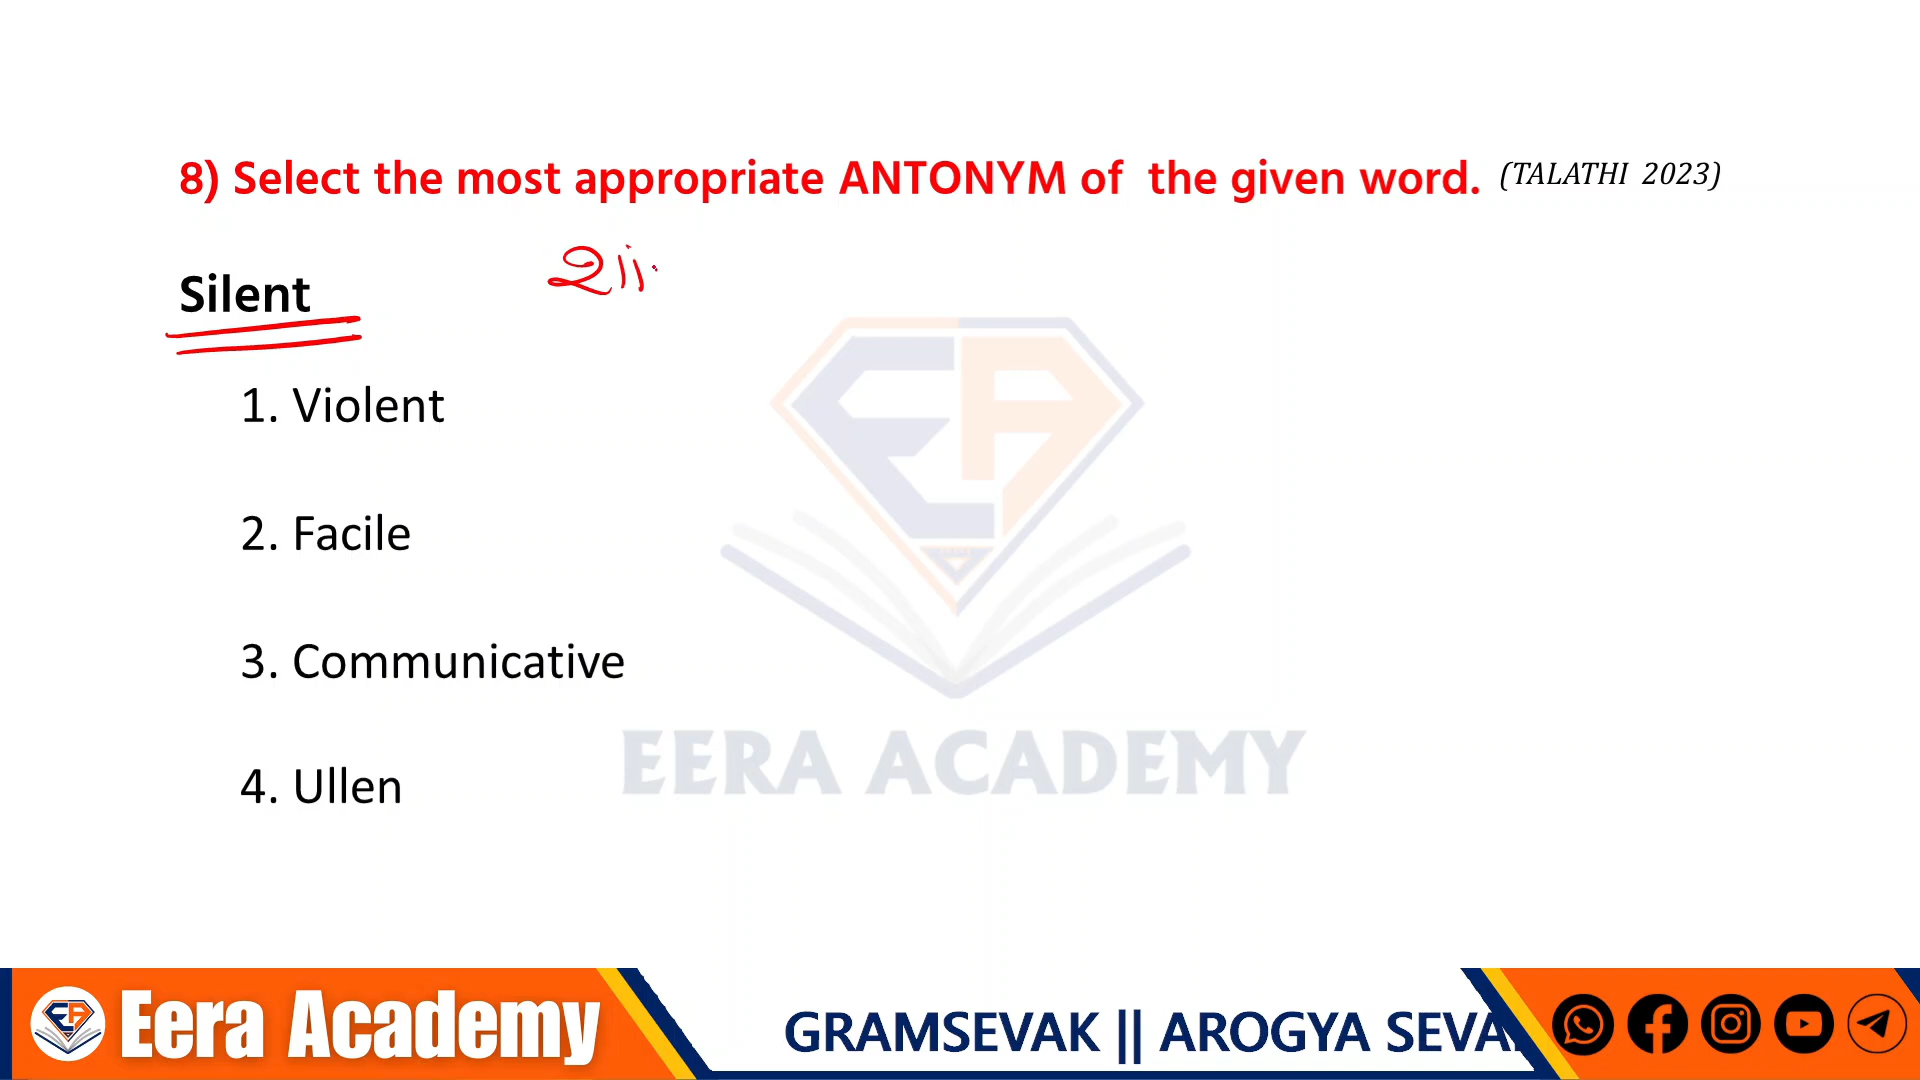 8) Select the most appropriate ANTONYM of the given word. (TALATHI 2023)
Silent
1. Violent
2. Facile
3. Communicative
4. Ullen
EERA ACADEMY
Eera Academy
GRAMSEVAK || AROGYA SEVA